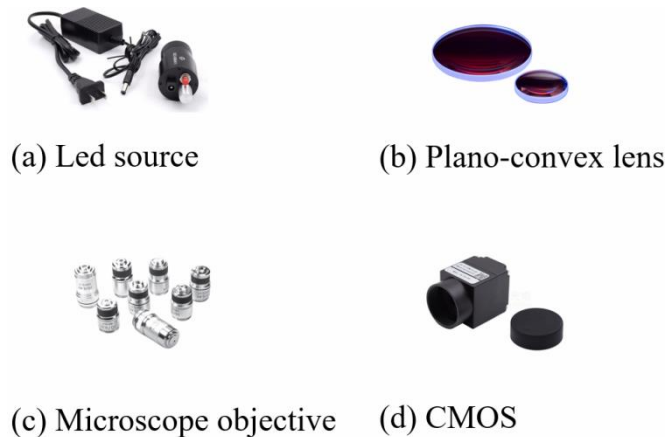 (a) Led source
(b) Plano-convex lens
(c) Microscope objective
(d) CMOS